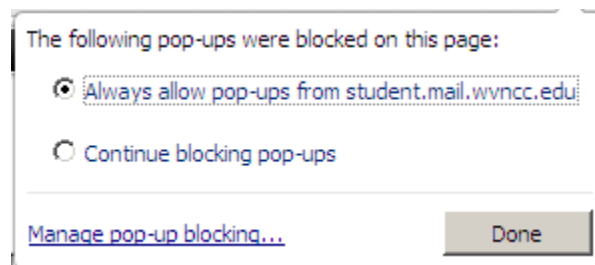 The following pop-ups were blocked on this page:
Always allow pop-ups from student.mail.wvncc.edu
Continue blocking pop-ups
Manage pop-up blocking...
Done